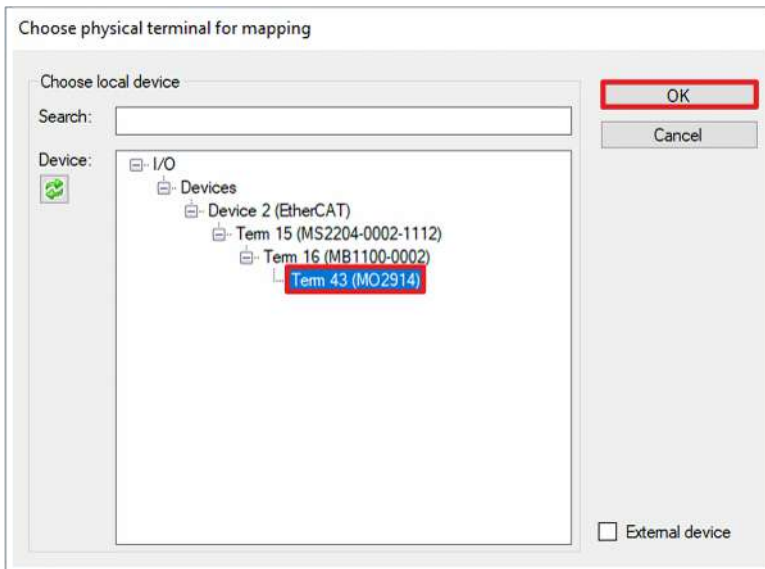 Choose physical terminal for mapping
Choose local device
Search:
OK
Cancel
Device:
I/O
Devices
Device 2 (EtherCAT)
Term 15 (MS2204-0002-1112)
Term 16 (MB1100-0002)
Term 43 (MO2914)
External device